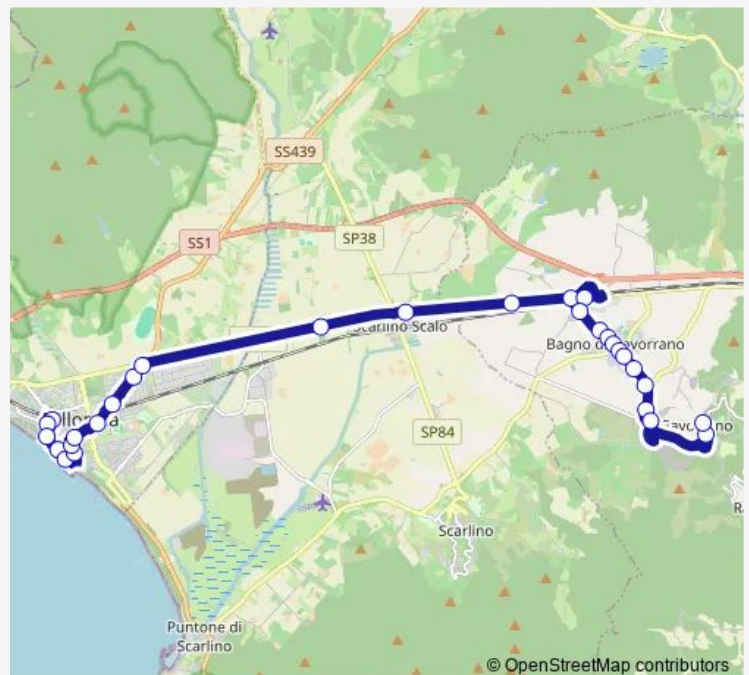 SS439
SS1
SP38
Scarlino Scalo
Bagno di Gavorrano
SP84
Scarlino
Puntone di
Scarlino
© OpenStreetMap contributors